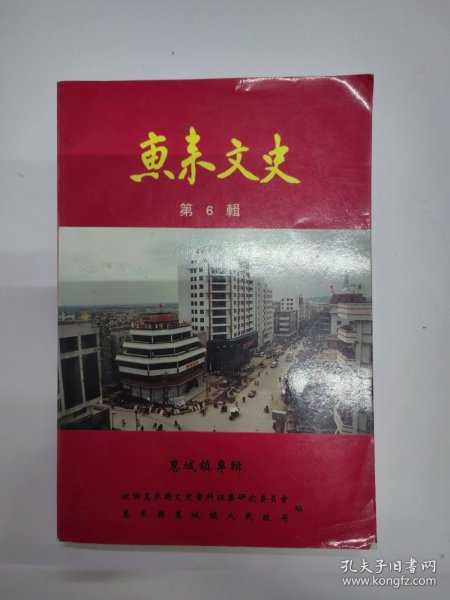 惠来文史
第6輯
惠城鎮專輯
政協惠來縣文史資料征集研究委員會
惠來縣惠城鎮人民政府
編
孔夫子旧书网
www.kongfz.com